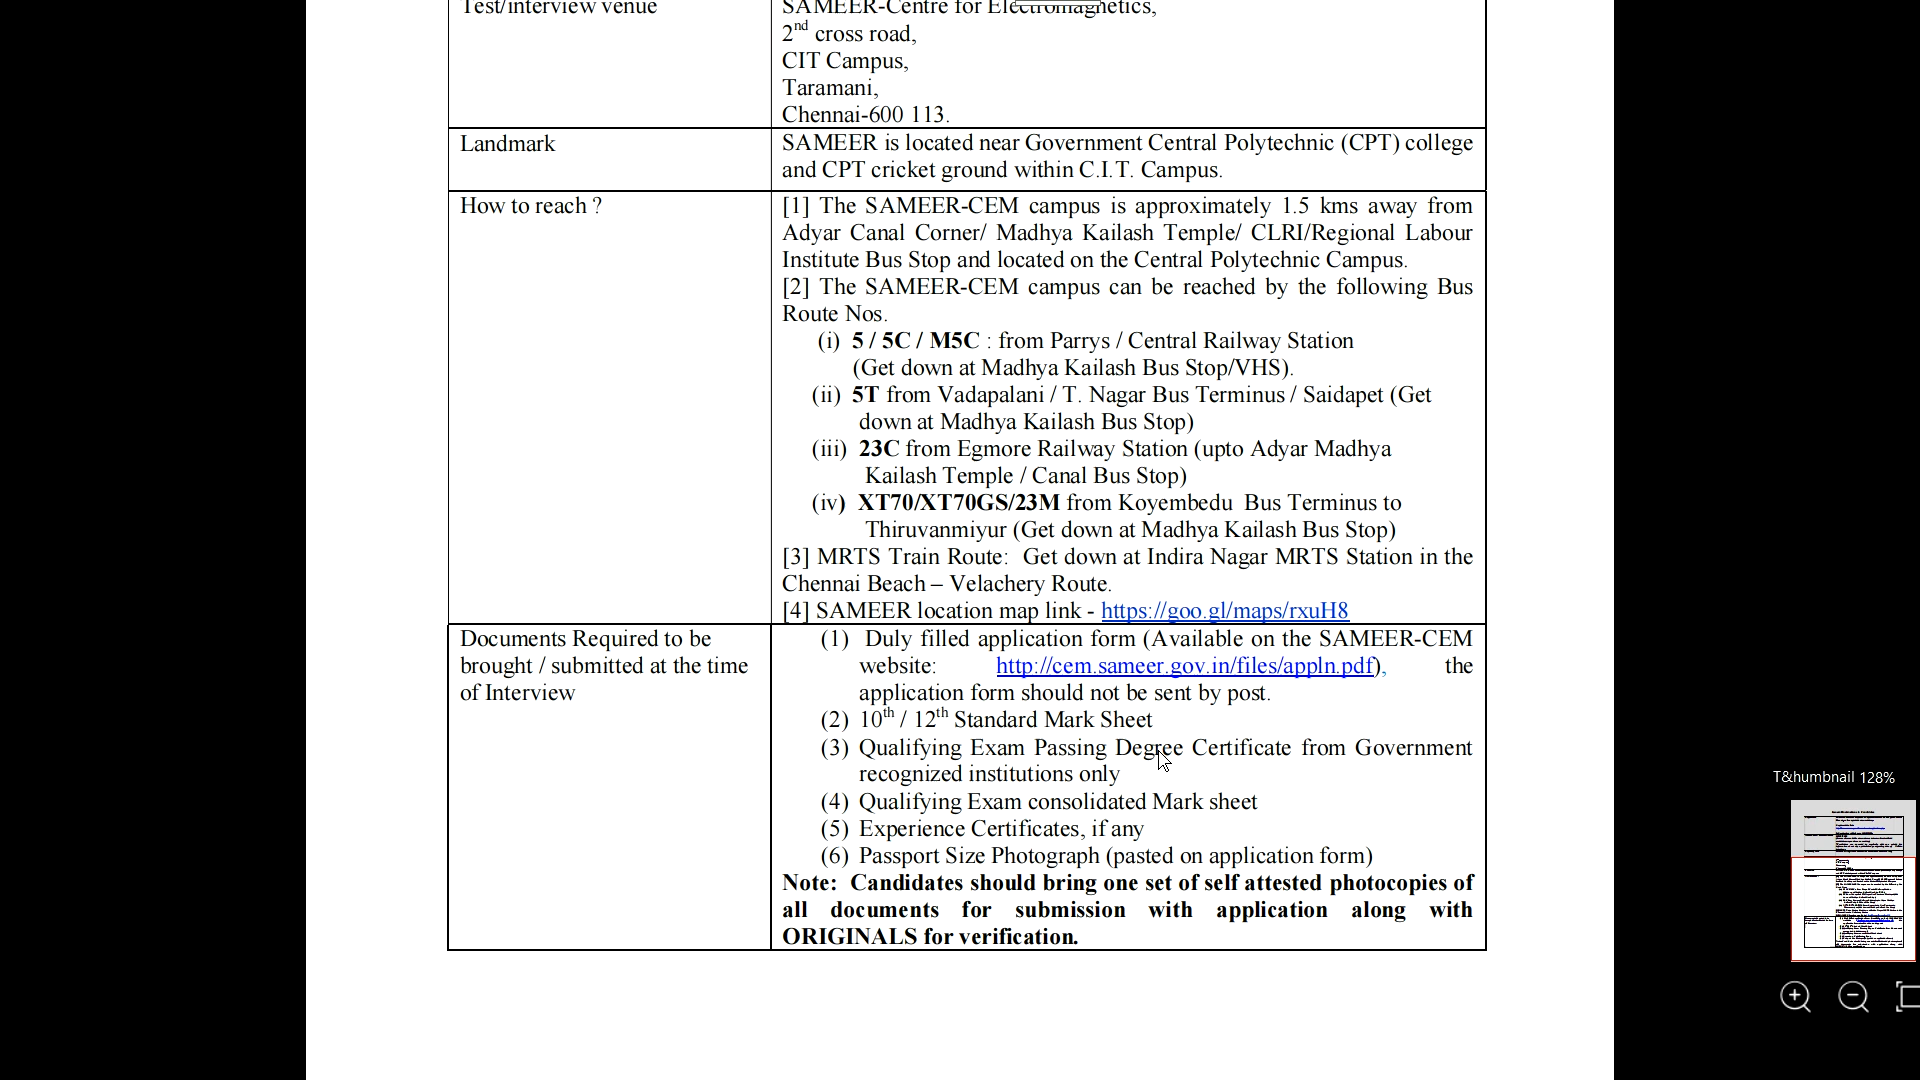 Test/interview venue
SAMEER-Centre for Electromagnetics,
2nd cross road,
CIT Campus,
Taramani,
Chennai-600 113.
Landmark
SAMEER is located near Government Central Polytechnic (CPT) college
and CPT cricket ground within C.I.T. Campus.
How to reach ?
[1] The SAMEER-CEM campus is approximately 1.5 kms away from
Adyar Canal Corner/ Madhya Kailash Temple/ CLRI/Regional Labour
Institute Bus Stop and located on the Central Polytechnic Campus.
[2] The SAMEER-CEM campus can be reached by the following Bus
Route Nos.
(i) 5 / 5C / M5C : from Parrys / Central Railway Station
(Get down at Madhya Kailash Bus Stop/VHS).
(ii) 5T from Vadapalani / T. Nagar Bus Terminus / Saidapet (Get
down at Madhya Kailash Bus Stop)
(iii) 23C from Egmore Railway Station (upto Adyar Madhya
Kailash Temple / Canal Bus Stop)
(iv) XT70/XT70GS/23M from Koyembedu Bus Terminus to
Thiruvanmiyur (Get down at Madhya Kailash Bus Stop)
[3] MRTS Train Route: Get down at Indira Nagar MRTS Station in the
Chennai Beach – Velachery Route.
[4] SAMEER location map link - https://goo.gl/maps/rxuH8
Documents Required to be
brought / submitted at the time
of Interview
(1) Duly filled application form (Available on the SAMEER-CEM
website: http://cem.sameer.gov.in/files/appln.pdf), the
application form should not be sent by post.
(2) 10th / 12th Standard Mark Sheet
(3) Qualifying Exam Passing Degree Certificate from Government
recognized institutions only
(4) Qualifying Exam consolidated Mark sheet
(5) Experience Certificates, if any
(6) Passport Size Photograph (pasted on application form)
Note: Candidates should bring one set of self attested photocopies of
all documents for submission with application along with
ORIGINALS for verification.
T&humbnail 128%